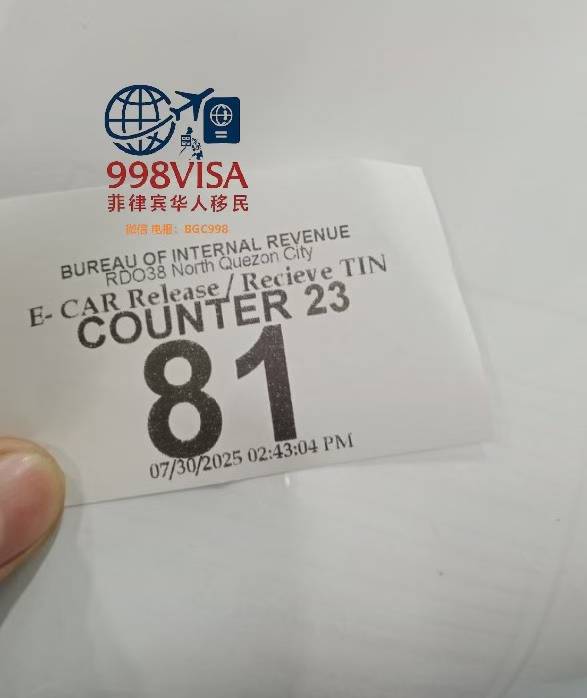 998VISA
菲律宾华人移民
微信 电报：BGC998
BUREAU OF INTERNAL REVENUE
RDO38 North Quezon City
E- CAR Release / Recieve TIN
COUNTER 23
81
07/30/2025 02:43:04 PM